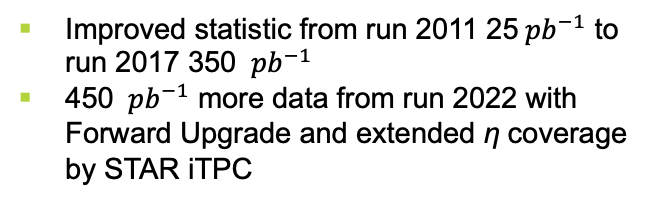 ▪ Improved statistic from run 2011 25 pb⁻¹ to
run 2017 350 pb⁻¹
▪ 450 pb⁻¹ more data from run 2022 with
Forward Upgrade and extended η coverage
by STAR iTPC